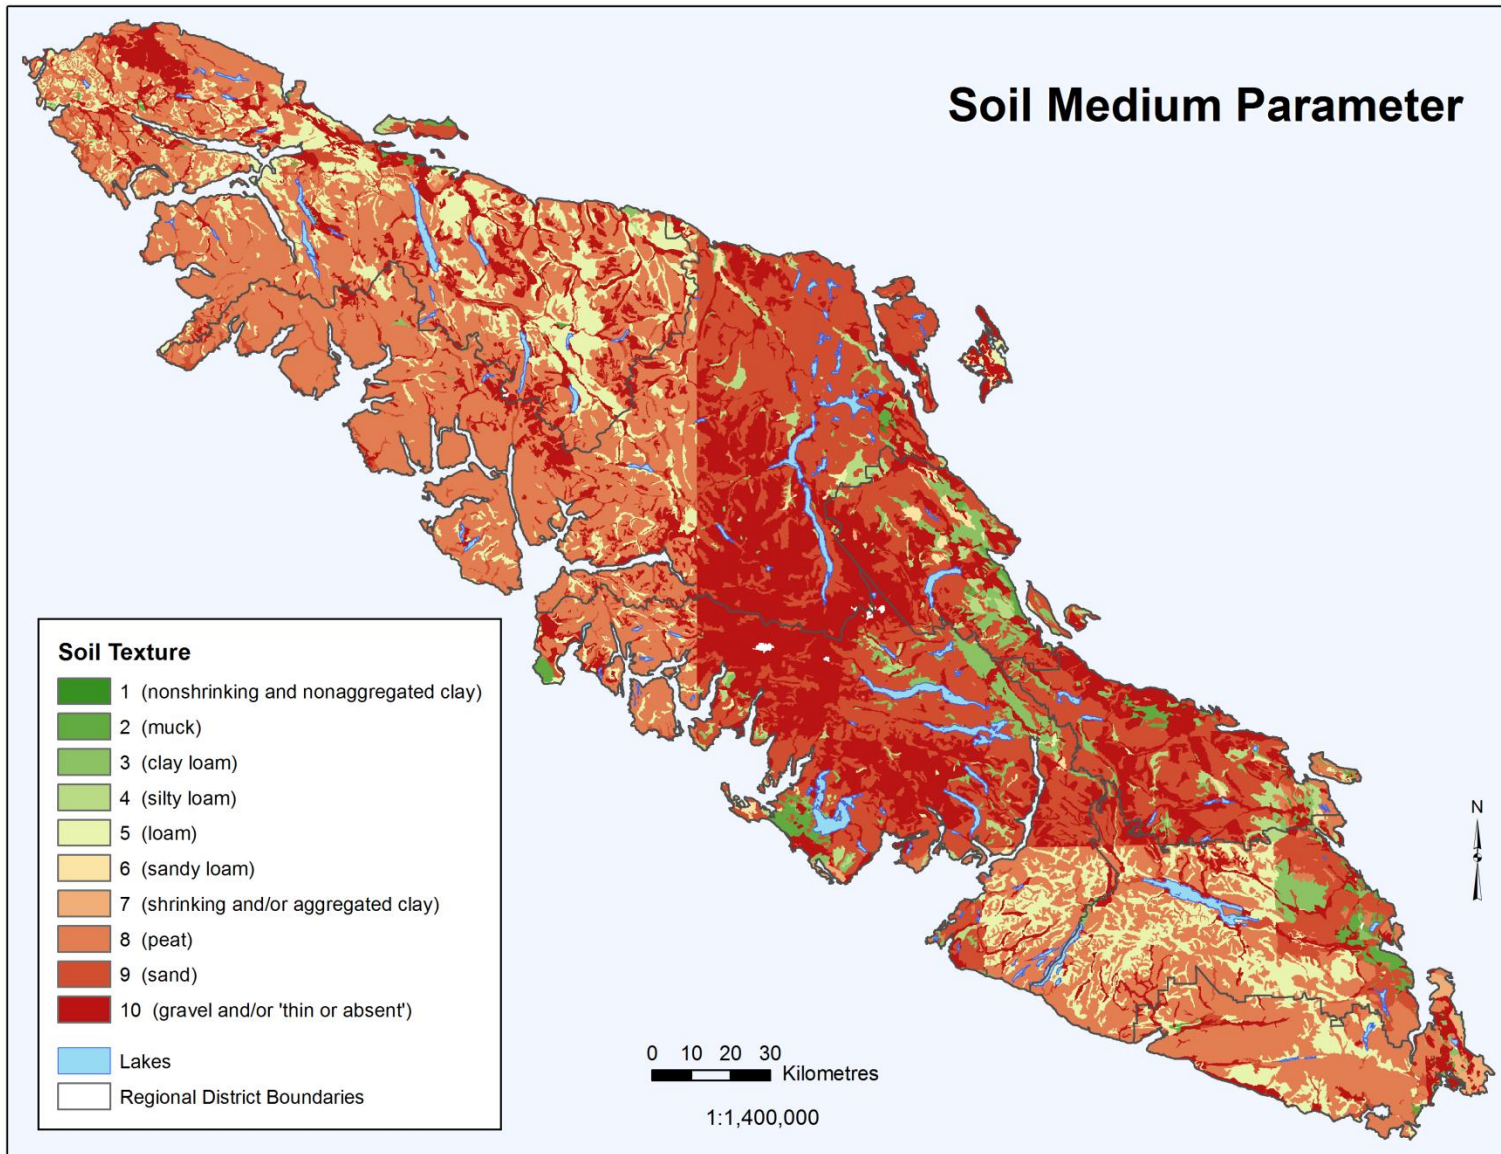 Soil Medium Parameter
Soil Texture
1 (nonshrinking and nonaggregated clay)
2 (muck)
3 (clay loam)
4 (silty loam)
5 (loam)
6 (sandy loam)
7 (shrinking and/or aggregated clay)
8 (peat)
9 (sand)
10 (gravel and/or 'thin or absent')
Lakes
Regional District Boundaries
0 10 20 30
Kilometres
1:1,400,000
N